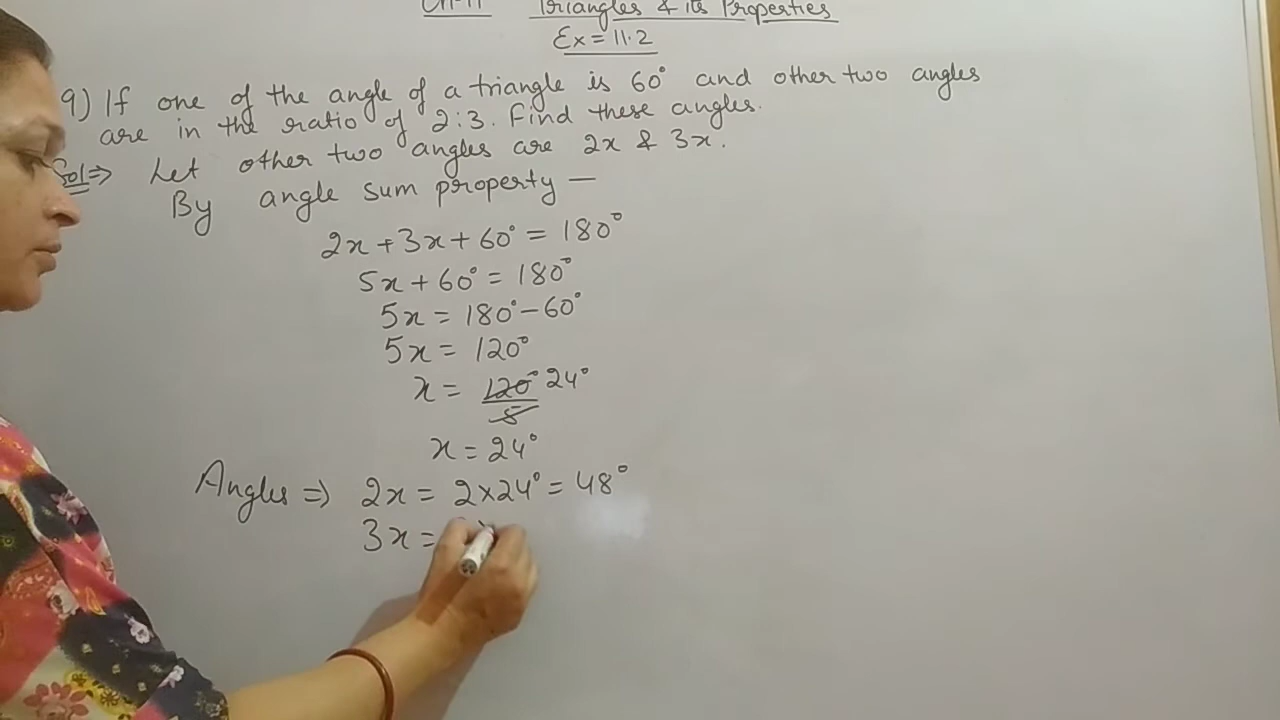 Triangles & its Properties
Ex = 11.2
9) If one of the angle of a triangle is 60° and other two angles
are in the ratio of 2:3. Find these angles.
Sol ⇒ Let other two angles are 2x & 3x.
By angle sum property —
2x + 3x + 60° = 180°
5x + 60° = 180°
5x = 180° - 60°
5x = 120°
x = 120°/5 24°
x = 24°
Angles ⇒ 2x = 2 × 24° = 48°
3x =